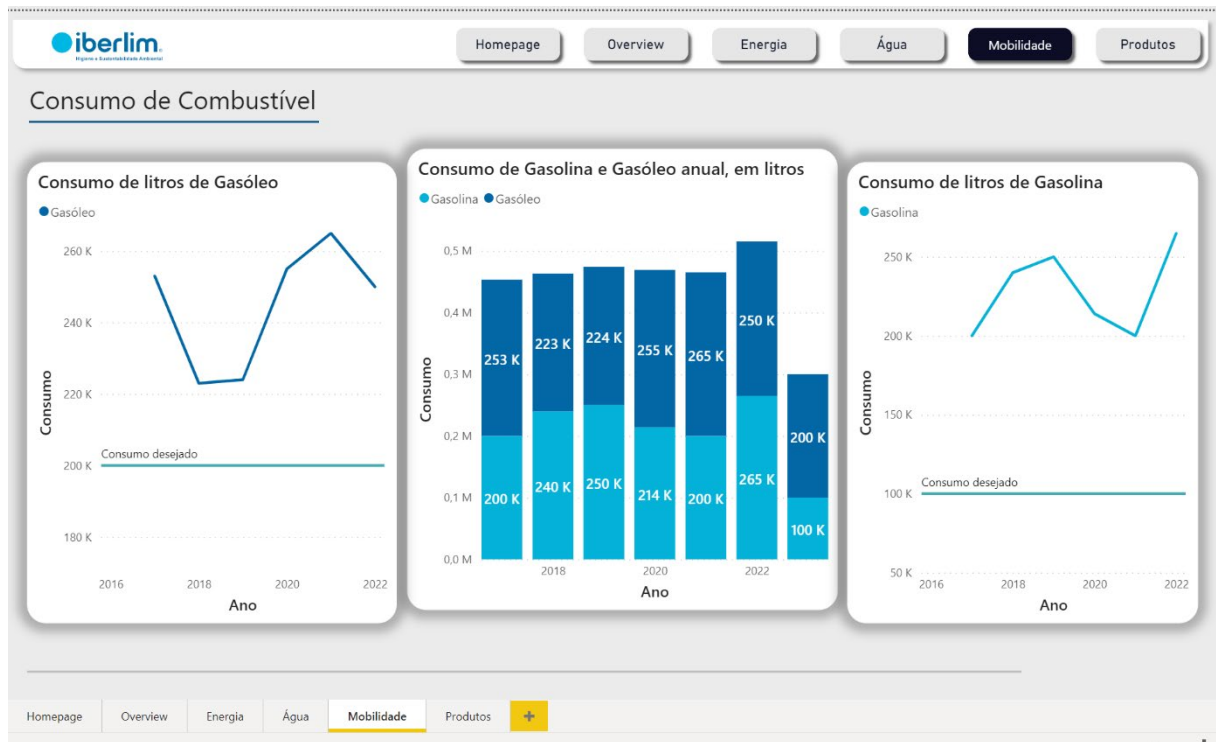 iberlim.
Higiene e Sustentabilidade Ambiental
Homepage
Overview
Energia
Água
Mobilidade
Produtos
Consumo de Combustível
Consumo de litros de Gasóleo
Gasóleo
260 K
240 K
220 K
200 K
180 K
Consumo
Consumo desejado
2016
2018
2020
2022
Ano
Consumo de Gasolina e Gasóleo anual, em litros
Gasolina Gasóleo
0,5 M
0,4 M
0,3 M
0,2 M
0,1 M
0,0 M
Consumo
253 K
223 K
224 K
255 K
265 K
250 K
200 K
200 K
240 K
250 K
214 K
200 K
265 K
100 K
2018
2020
2022
Ano
Consumo de litros de Gasolina
Gasolina
250 K
200 K
150 K
100 K
50 K
Consumo
Consumo desejado
2016
2018
2020
2022
Ano
Homepage
Overview
Energia
Água
Mobilidade
Produtos
+